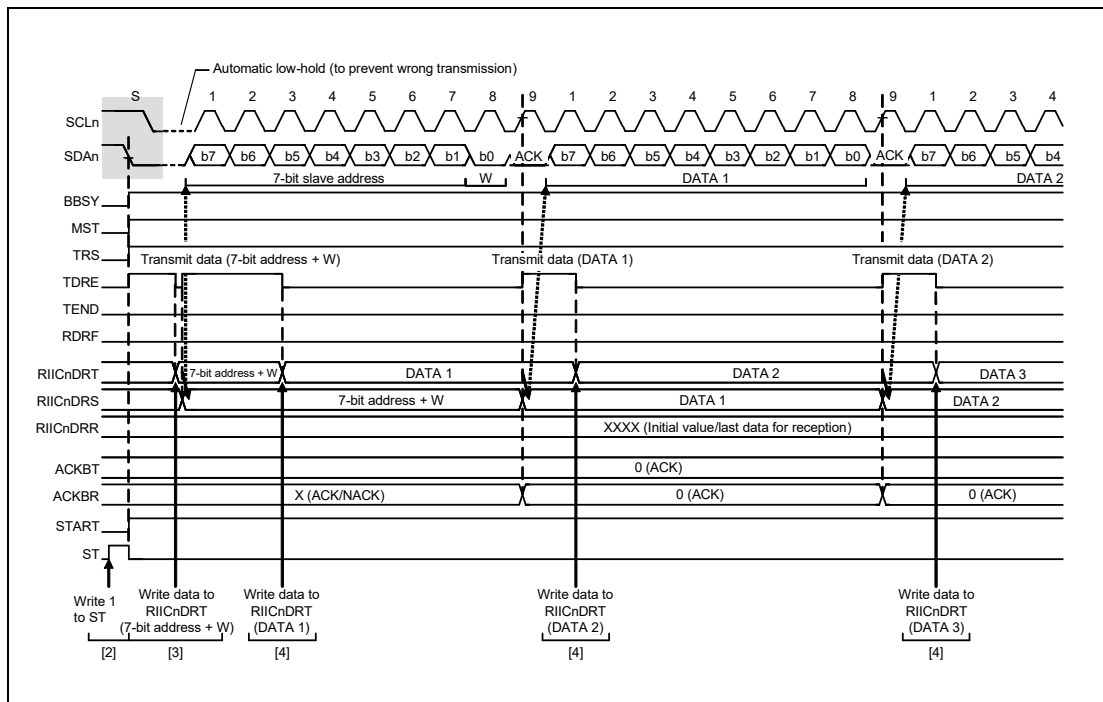 Automatic low-hold (to prevent wrong transmission)
S 1 2 3 4 5 6 7 8 9 1 2 3 4 5 6 7 8 9 1 2 3 4
SCLn
SDAn b7 b6 b5 b4 b3 b2 b1 b0 ACK b7 b6 b5 b4 b3 b2 b1 b0 ACK b7 b6 b5 b4
7-bit slave address W DATA 1 DATA 2
BBSY
MST
TRS
Transmit data (7-bit address + W) Transmit data (DATA 1) Transmit data (DATA 2)
TDRE
TEND
RDRF
RIICnDRT 7-bit address + W DATA 1 DATA 2 DATA 3
RIICnDRS 7-bit address + W DATA 1 DATA 2
RIICnDRR XXXX (Initial value/last data for reception)
ACKBT 0 (ACK)
ACKBR X (ACK/NACK) 0 (ACK) 0 (ACK)
START
ST
Write 1
to ST
Write data to
RIICnDRT
(7-bit address + W)
Write data to
RIICnDRT
(DATA 1)
Write data to
RIICnDRT
(DATA 2)
Write data to
RIICnDRT
(DATA 3)
[2] [3] [4] [4] [4]